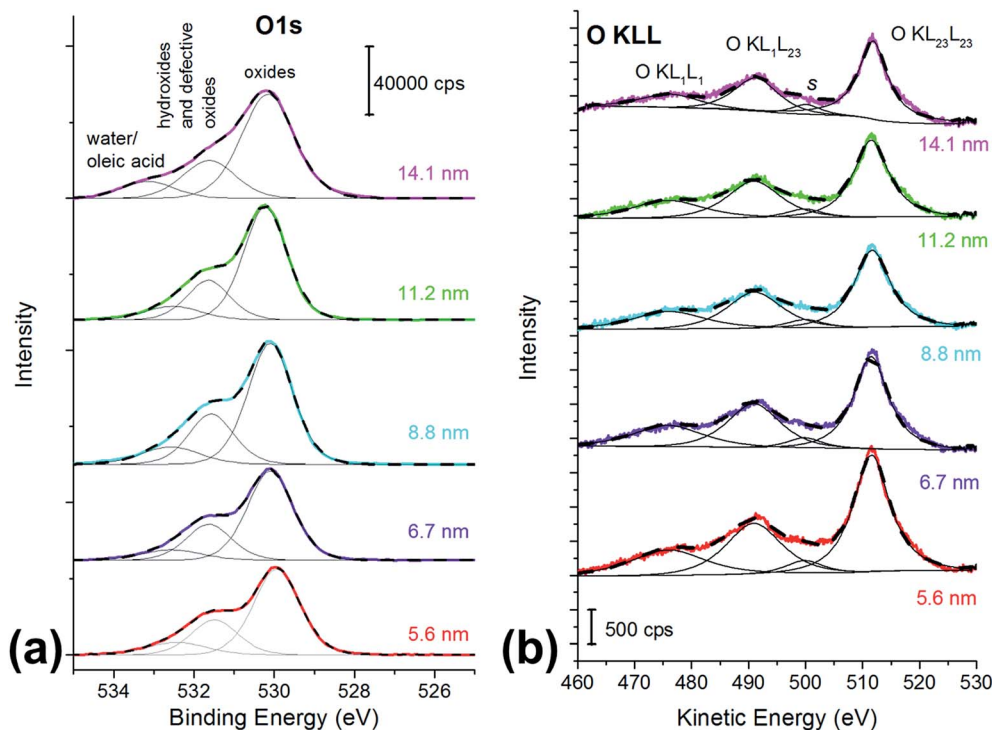 O1s
hydroxides
and defective
oxides
water/
oleic acid
oxides
40000 cps
14.1 nm
11.2 nm
8.8 nm
6.7 nm
5.6 nm
Intensity
(a)
534 532 530 528 526
Binding Energy (eV)
O KLL
O KL₁L₁
O KL₁L₂₃
s
O KL₂₃L₂₃
14.1 nm
11.2 nm
8.8 nm
6.7 nm
5.6 nm
500 cps
Intensity
(b)
460 470 480 490 500 510 520 530
Kinetic Energy (eV)